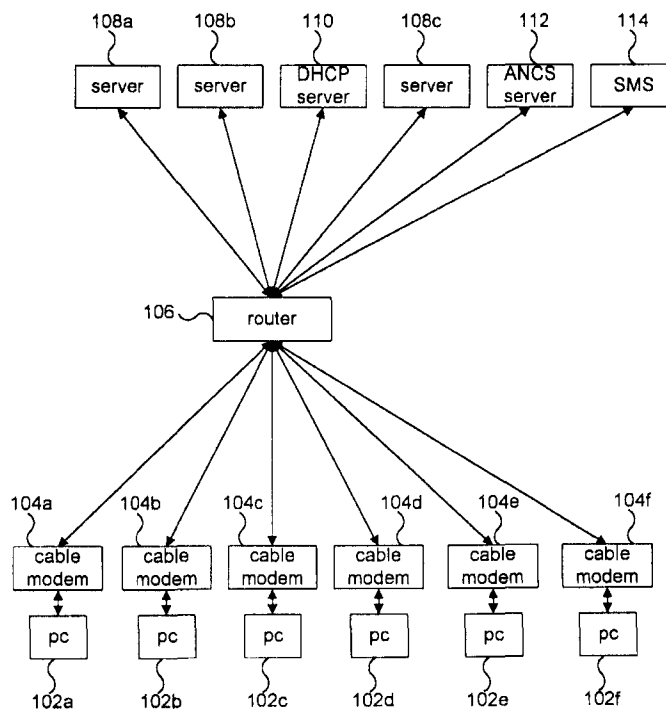 108a 108b 110 108c 112 114
server server DHCP server server ANCS server SMS
106 router
104a 104b 104c 104d 104e 104f
cable modem cable modem cable modem cable modem cable modem cable modem
pc pc pc pc pc pc
102a 102b 102c 102d 102e 102f